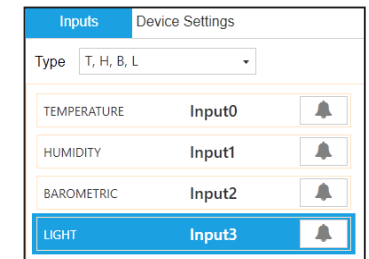 Inputs Device Settings
Type T, H, B, L
TEMPERATURE Input0
HUMIDITY Input1
BAROMETRIC Input2
LIGHT Input3